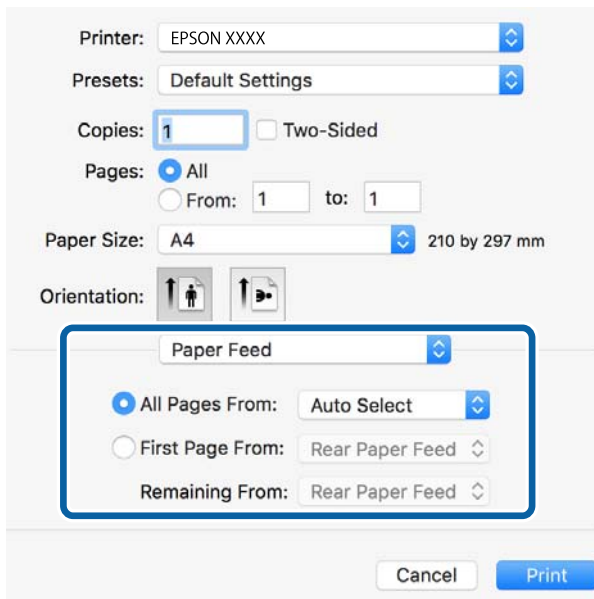 Printer: EPSON XXXX
Presets: Default Settings
Copies: 1 Two-Sided
Pages: All
From: 1 to: 1
Paper Size: A4 210 by 297 mm
Orientation:
Paper Feed
All Pages From: Auto Select
First Page From: Rear Paper Feed
Remaining From: Rear Paper Feed
Cancel Print